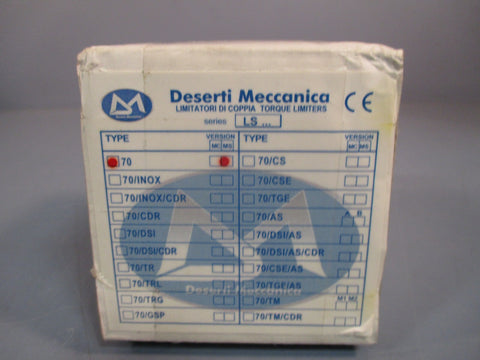 Deserti Meccanica
LIMITATORI DI COPPIA TORQUE LIMITERS
series LS ...
CE
TYPE VERSION MC MS TYPE VERSION MC MS
70 70/CS
70/INOX 70/CSE
70/INOX/CDR 70/TGE
70/CDR 70/AS A B
70/DSI 70/DSI/AS
70/DSI/CDR 70/DSI/AS/CDR
70/TR 70/CSE/AS
70/TRL 70/TGE/AS
70/TRG 70/TM M1 M2
70/GSP 70/TM/CDR
Deserti Meccanica